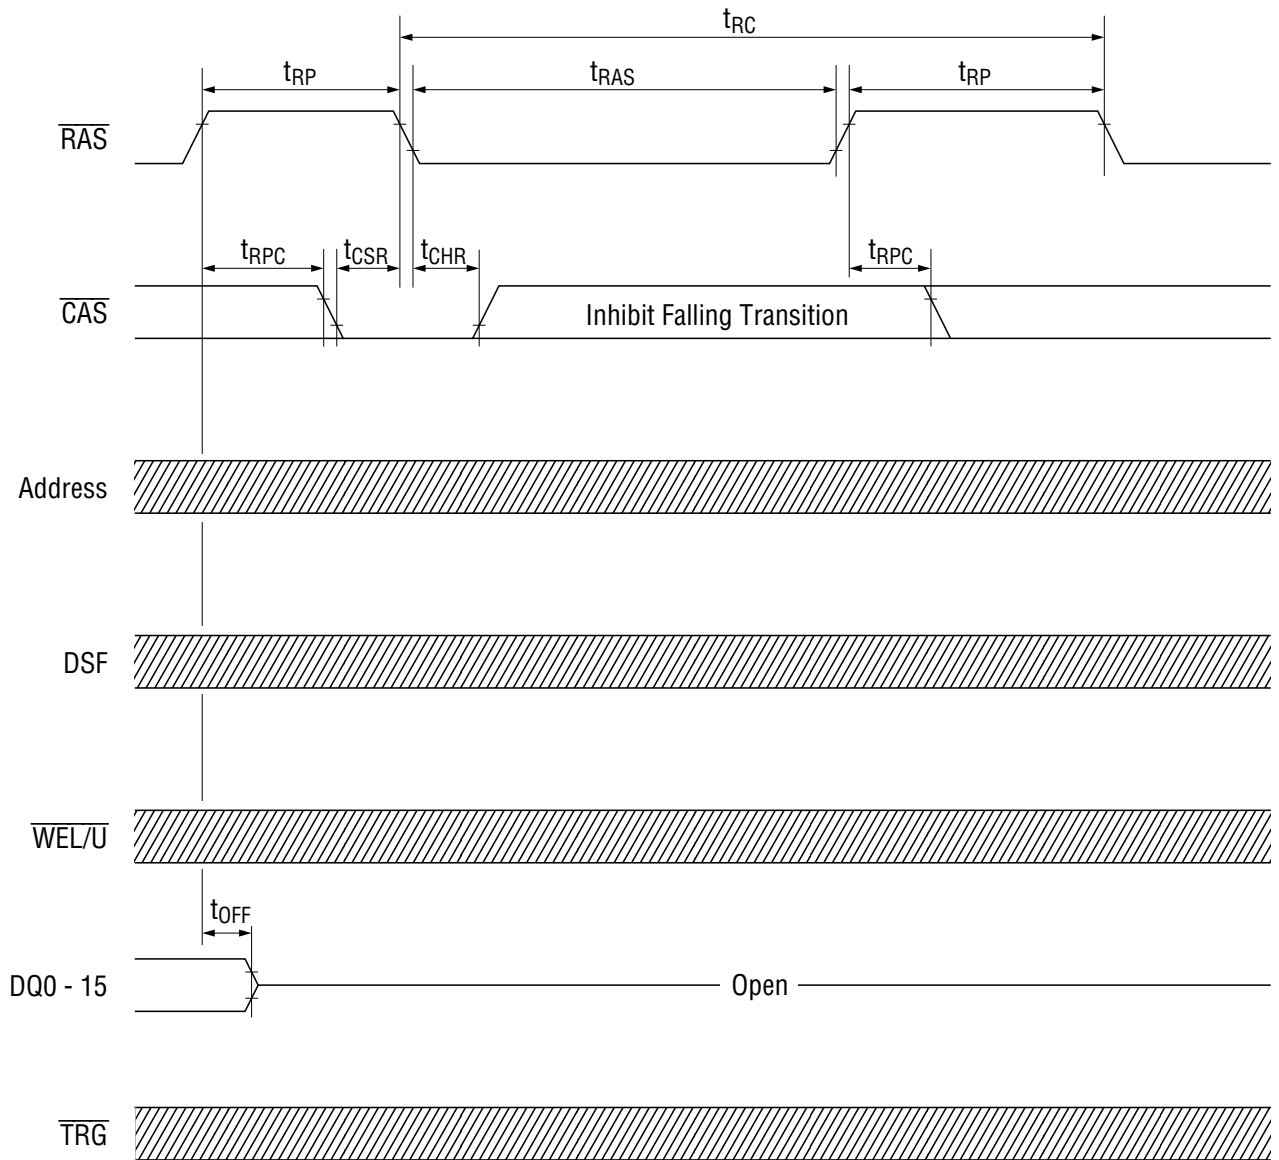 tRC
tRP
tRAS
tRP
RAS
tRPC
tCSR
tCHR
tRPC
CAS
Inhibit Falling Transition
Address
DSF
WEL/U
tOFF
DQ0 - 15
Open
TRG